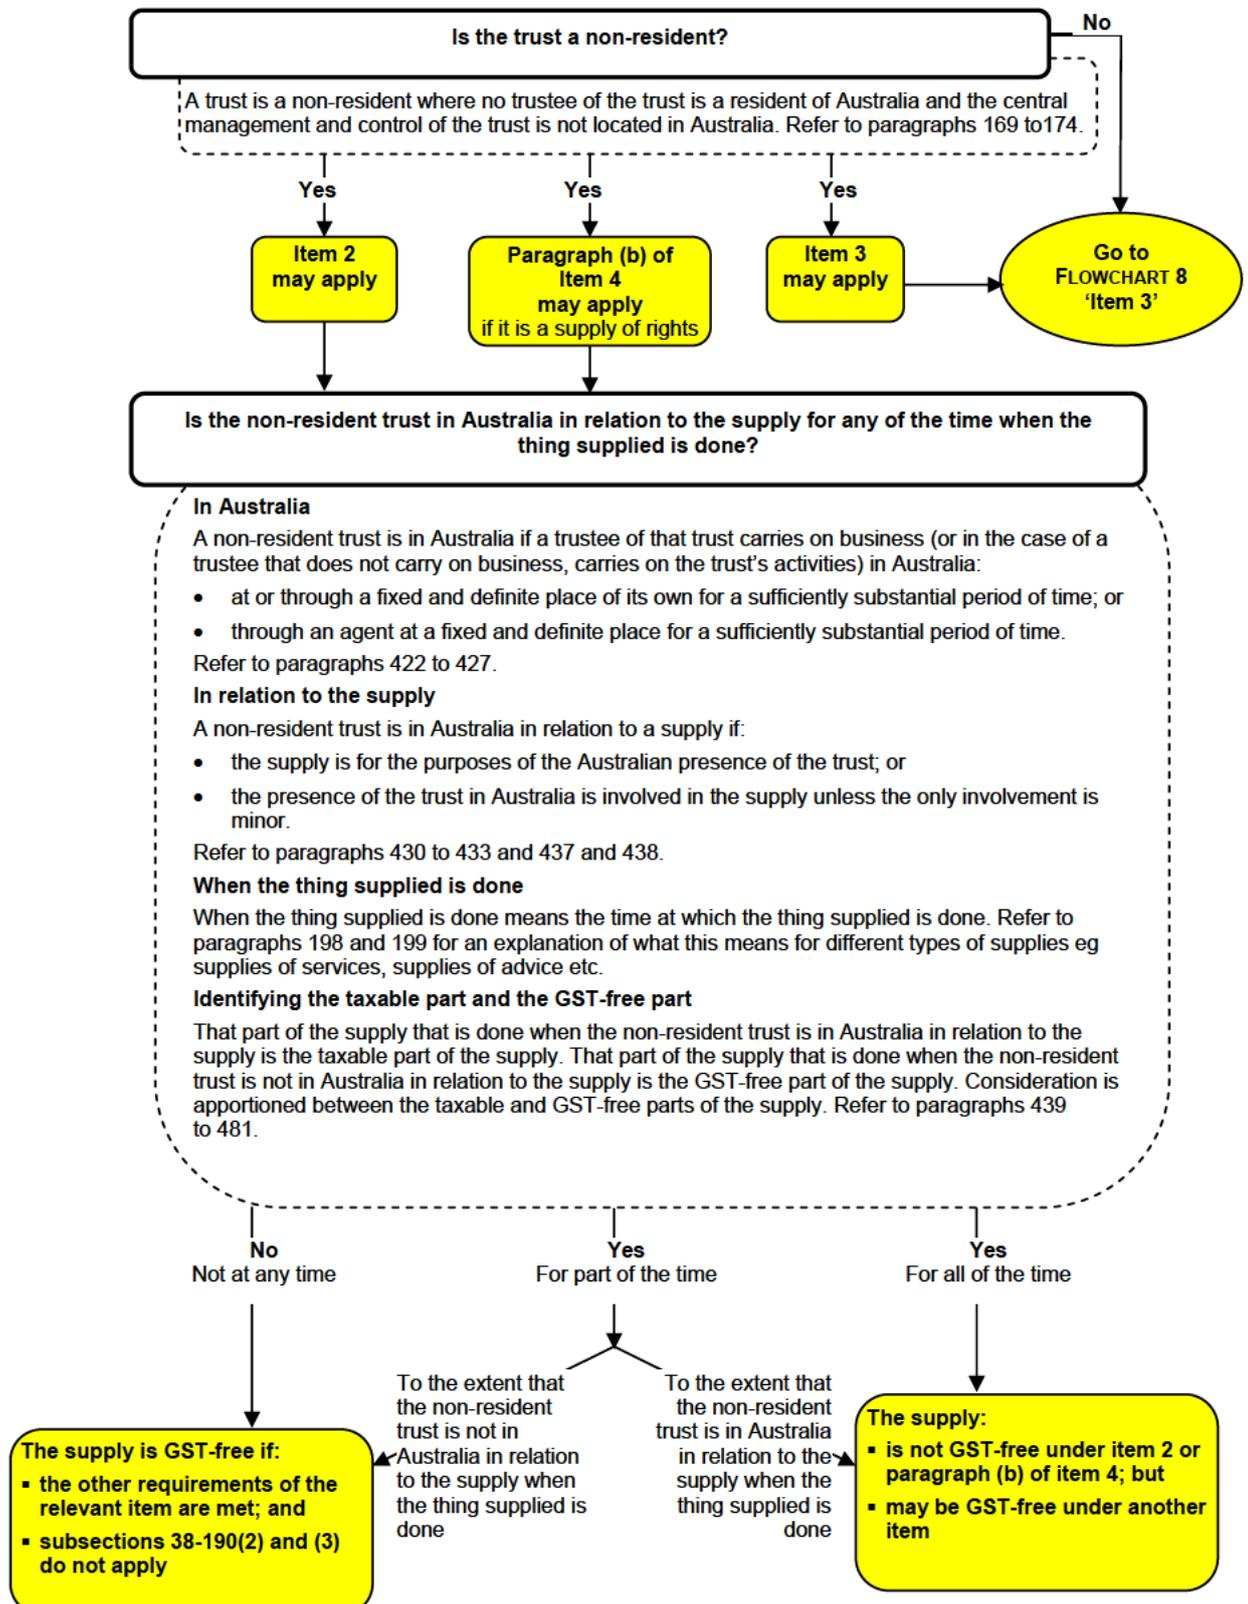 Is the trust a non-resident?
No
A trust is a non-resident where no trustee of the trust is a resident of Australia and the central
management and control of the trust is not located in Australia. Refer to paragraphs 169 to174.
Yes
Yes
Yes
Item 2
may apply
Paragraph (b) of
Item 4
may apply
if it is a supply of rights
Item 3
may apply
Go to
FLOWCHART 8
‘Item 3’
Is the non-resident trust in Australia in relation to the supply for any of the time when the
thing supplied is done?
In Australia
A non-resident trust is in Australia if a trustee of that trust carries on business (or in the case of a
trustee that does not carry on business, carries on the trust’s activities) in Australia:
• at or through a fixed and definite place of its own for a sufficiently substantial period of time; or
• through an agent at a fixed and definite place for a sufficiently substantial period of time.
Refer to paragraphs 422 to 427.
In relation to the supply
A non-resident trust is in Australia in relation to a supply if:
• the supply is for the purposes of the Australian presence of the trust; or
• the presence of the trust in Australia is involved in the supply unless the only involvement is
minor.
Refer to paragraphs 430 to 433 and 437 and 438.
When the thing supplied is done
When the thing supplied is done means the time at which the thing supplied is done. Refer to
paragraphs 198 and 199 for an explanation of what this means for different types of supplies eg
supplies of services, supplies of advice etc.
Identifying the taxable part and the GST-free part
That part of the supply that is done when the non-resident trust is in Australia in relation to the
supply is the taxable part of the supply. That part of the supply that is done when the non-resident
trust is not in Australia in relation to the supply is the GST-free part of the supply. Consideration is
apportioned between the taxable and GST-free parts of the supply. Refer to paragraphs 439
to 481.
No
Not at any time
Yes
For part of the time
Yes
For all of the time
To the extent that
the non-resident
trust is not in
Australia in relation
to the supply when
the thing supplied is
done
To the extent that
the non-resident
trust is in Australia
in relation to the
supply when the
thing supplied is
done
The supply is GST-free if:
▪ the other requirements of the
relevant item are met; and
▪ subsections 38-190(2) and (3)
do not apply
The supply:
▪ is not GST-free under item 2 or
paragraph (b) of item 4; but
▪ may be GST-free under another
item